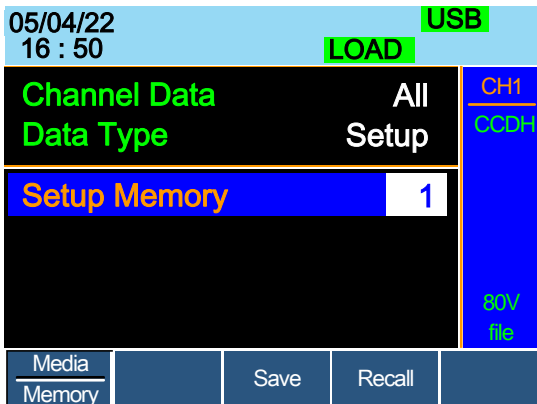 05/04/22 USB
16 : 50 LOAD
Channel Data All
Data Type Setup
Setup Memory 1
CH1
CCDH
80V
file
Media
Memory
Save
Recall